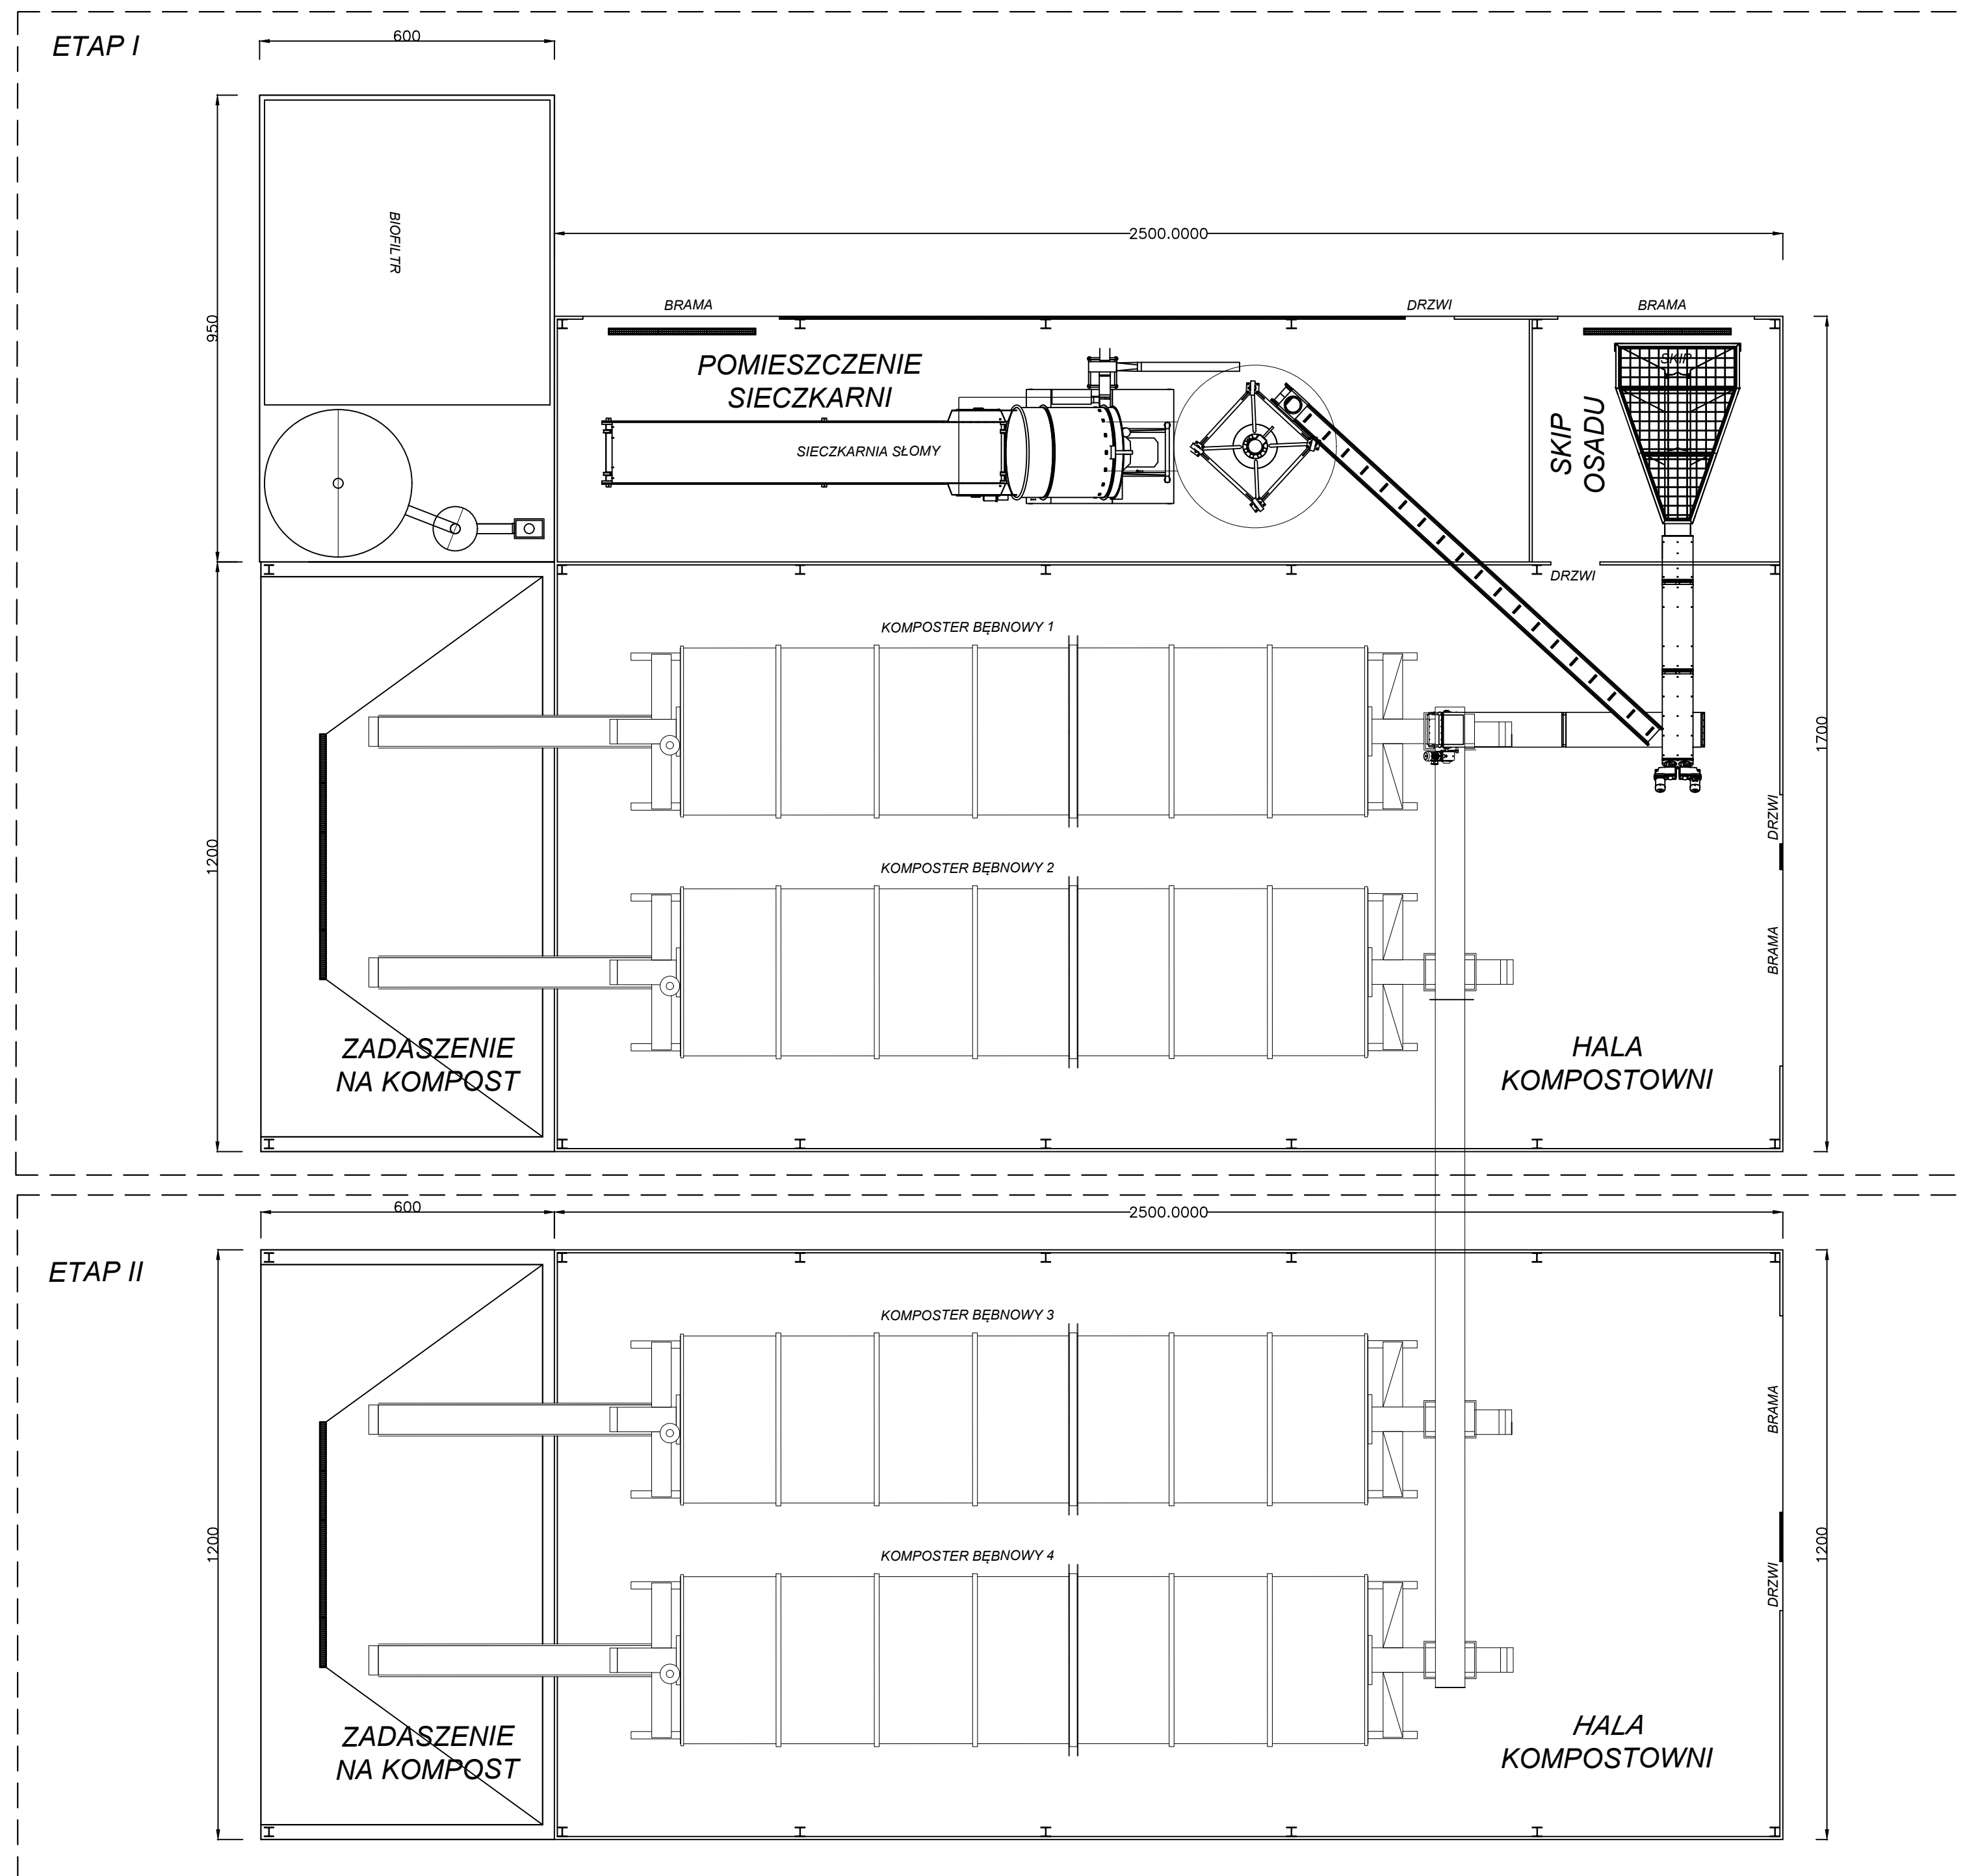 ETAP I
600
BIOFILTR
2500.0000
950
BRAMA
DRZWI
BRAMA
POMIESZCZENIE
SIECZKARNI
SKIP
SKIP
OSADU
SIECZKARNIA SŁOMY
DRZWI
KOMPOSTER BĘBNOWY 1
1700
1200
DRZWI
KOMPOSTER BĘBNOWY 2
BRAMA
ZADASZENIE
NA KOMPOST
HALA
KOMPOSTOWNI
600
2500.0000
ETAP II
KOMPOSTER BĘBNOWY 3
BRAMA
1200
1200
KOMPOSTER BĘBNOWY 4
DRZWI
ZADASZENIE
NA KOMPOST
HALA
KOMPOSTOWNI